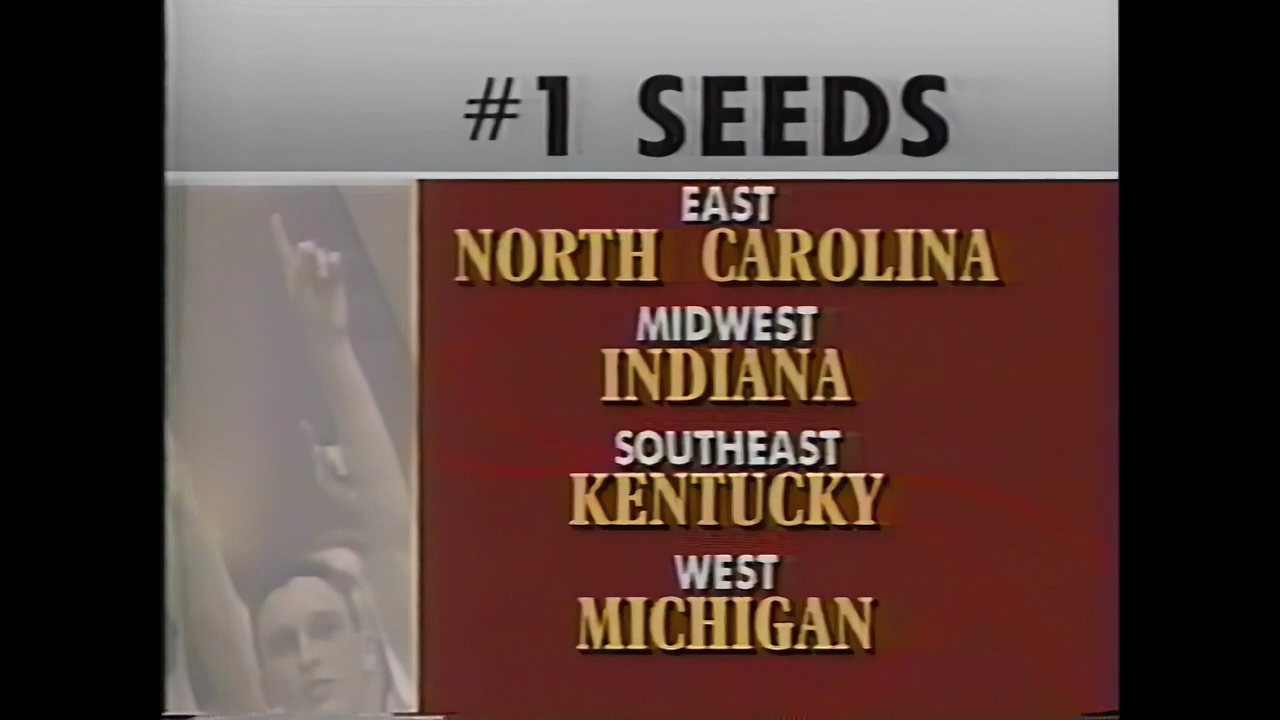 #1 SEEDS
EAST
NORTH CAROLINA
MIDWEST
INDIANA
SOUTHEAST
KENTUCKY
WEST
MICHIGAN